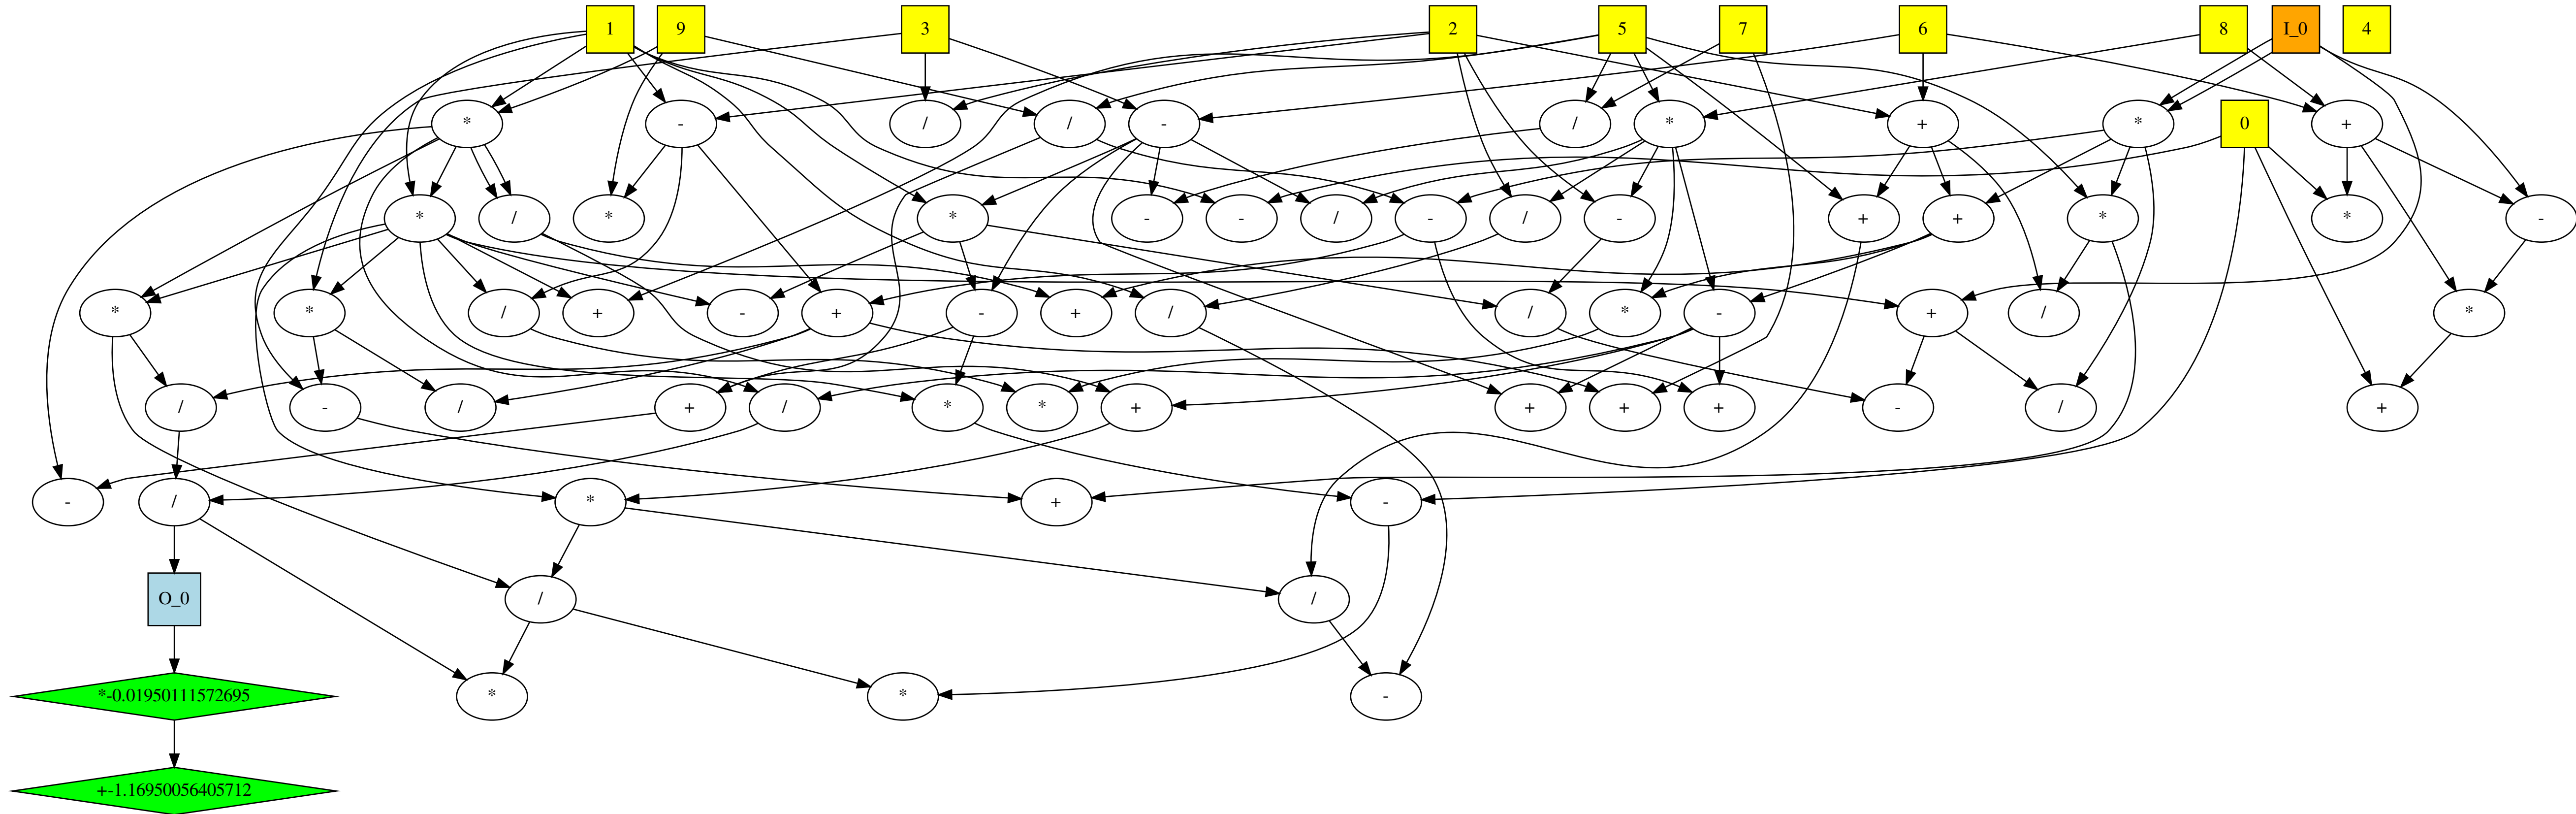 1 9 3 2 5 7 6 8 I_0 4
* - / / - / * + * 0 +
* / * * - - / - / - + + * * -
* * / + - + - + / / * - + / *
/ - / + / * * + + + + - / +
- / * + -
O_0 / /
*-0.01950111572695 * * -
+-1.16950056405712